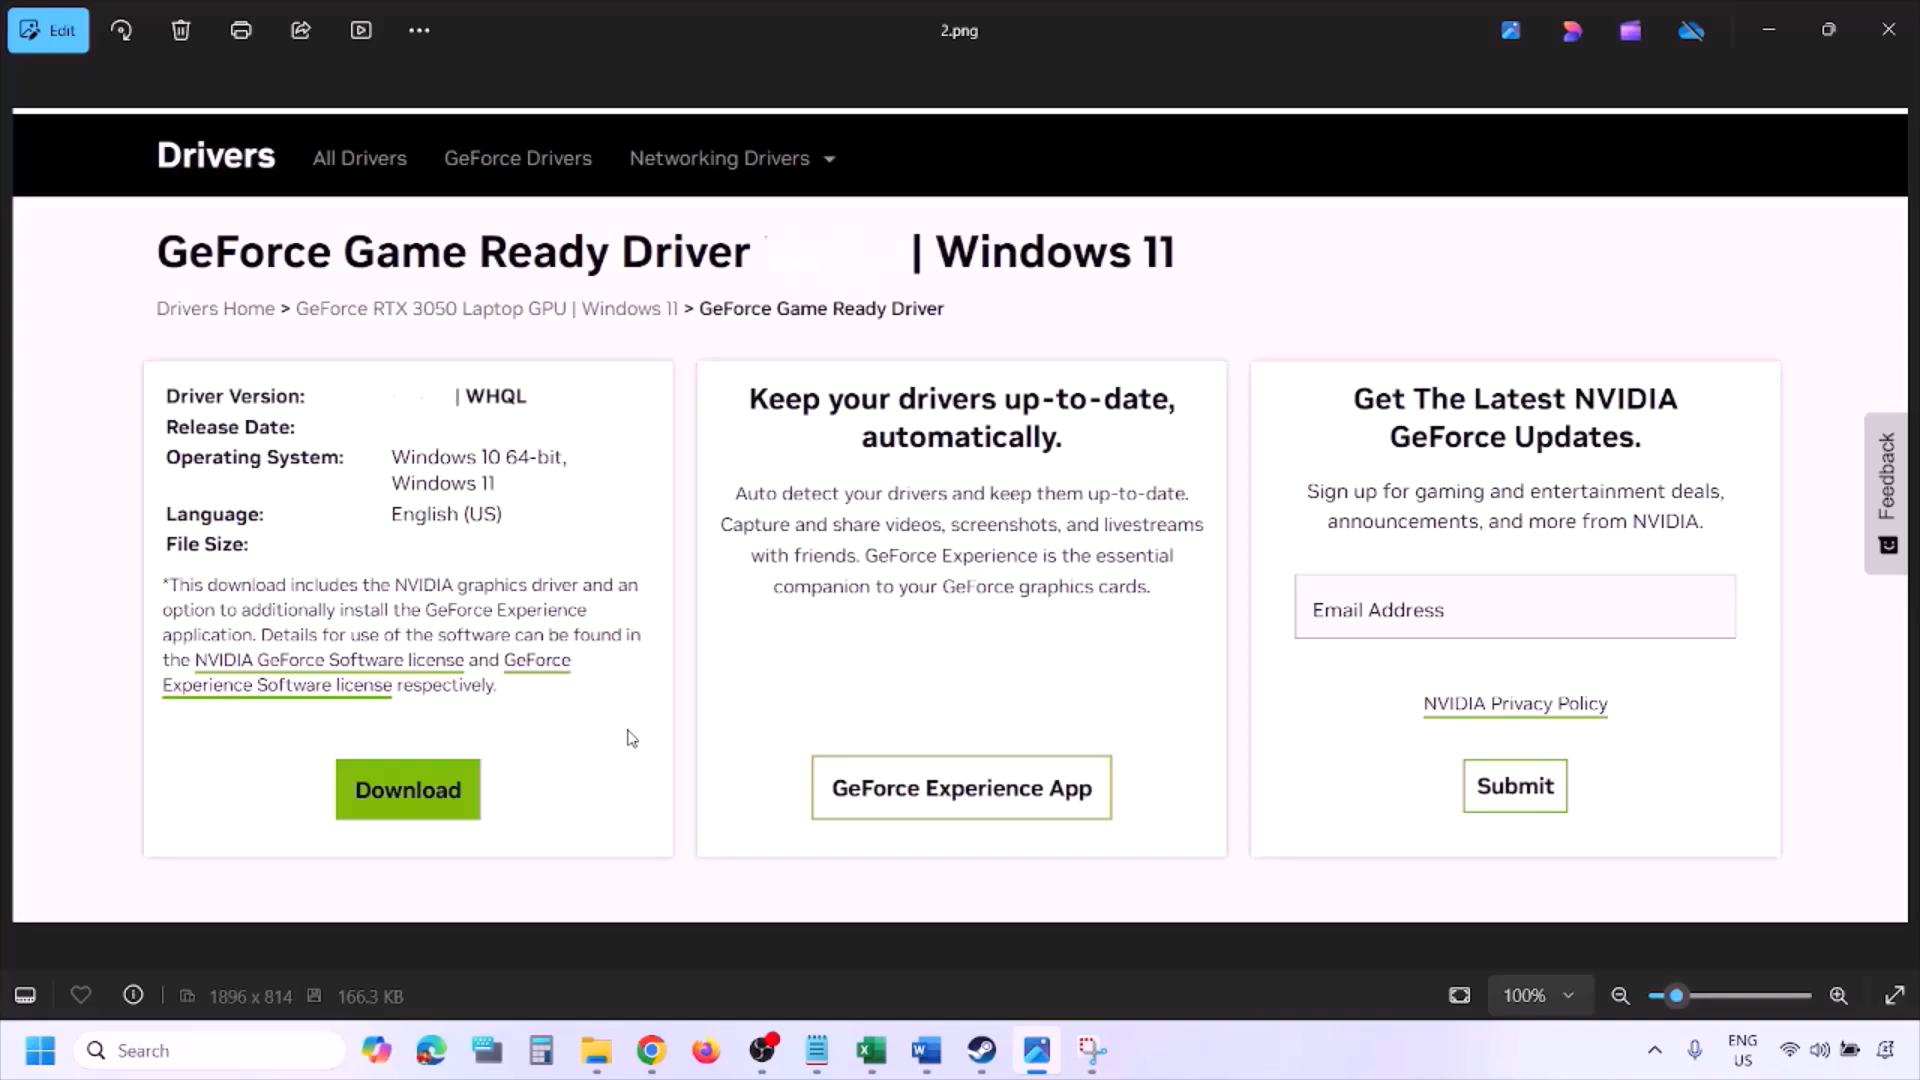 Edit
2.png
Drivers All Drivers GeForce Drivers Networking Drivers
GeForce Game Ready Driver | Windows 11
Drivers Home > GeForce RTX 3050 Laptop GPU | Windows 11 > GeForce Game Ready Driver
Driver Version: | WHQL
Release Date:
Operating System: Windows 10 64-bit,
Windows 11
Language: English (US)
File Size:
*This download includes the NVIDIA graphics driver and an
option to additionally install the GeForce Experience
application. Details for use of the software can be found in
the NVIDIA GeForce Software license and GeForce
Experience Software license respectively.
Download
Keep your drivers up-to-date,
automatically.
Auto detect your drivers and keep them up-to-date.
Capture and share videos, screenshots, and livestreams
with friends. GeForce Experience is the essential
companion to your GeForce graphics cards.
GeForce Experience App
Get The Latest NVIDIA
GeForce Updates.
Sign up for gaming and entertainment deals,
announcements, and more from NVIDIA.
Email Address
NVIDIA Privacy Policy
Submit
Feedback
1896 x 814 166.3 KB
100%
Search
ENG
US